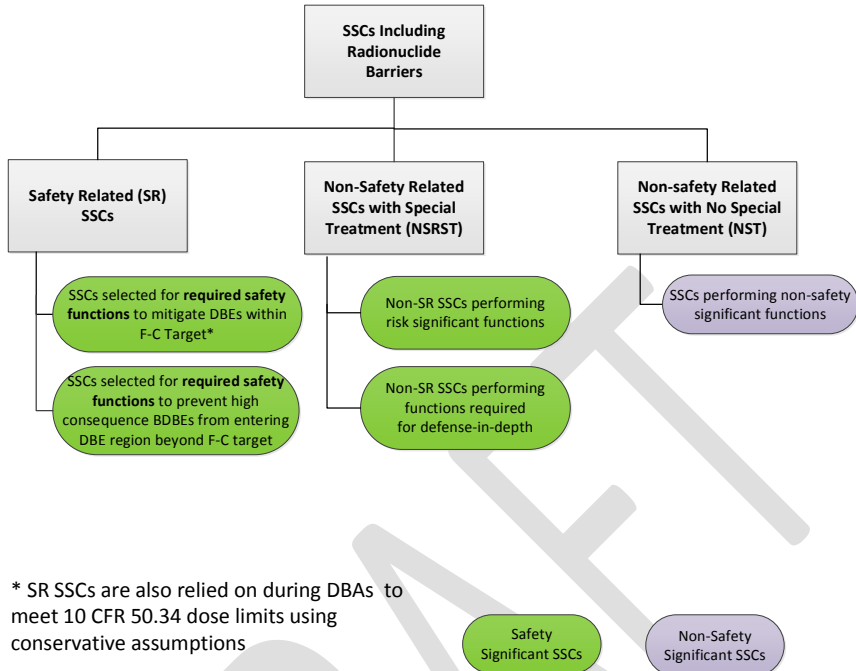 SSCs Including
Radionuclide
Barriers
Safety Related (SR)
SSCs
Non-Safety Related
SSCs with Special
Treatment (NSRST)
Non-safety Related
SSCs with No Special
Treatment (NST)
SSCs selected for required safety
functions to mitigate DBEs within
F-C Target*
SSCs selected for required safety
functions to prevent high
consequence BDBEs from entering
DBE region beyond F-C target
Non-SR SSCs performing
risk significant functions
Non-SR SSCs performing
functions required
for defense-in-depth
SSCs performing non-safety
significant functions
* SR SSCs are also relied on during DBAs to
meet 10 CFR 50.34 dose limits using
conservative assumptions
Safety
Significant SSCs
Non-Safety
Significant SSCs
DRAFT